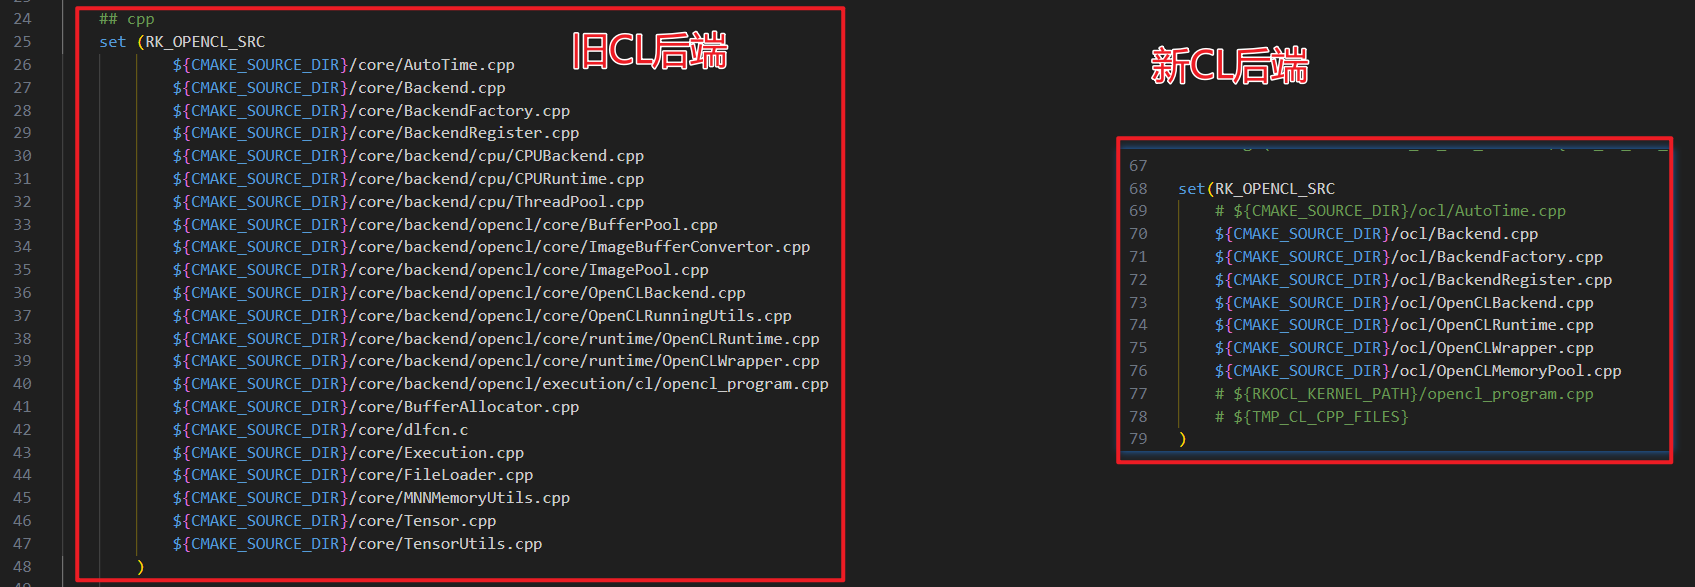 24 ## cpp
25 set (RK_OPENCL_SRC
26 ${CMAKE_SOURCE_DIR}/core/AutoTime.cpp
27 ${CMAKE_SOURCE_DIR}/core/Backend.cpp
28 ${CMAKE_SOURCE_DIR}/core/BackendFactory.cpp
29 ${CMAKE_SOURCE_DIR}/core/BackendRegister.cpp
30 ${CMAKE_SOURCE_DIR}/core/backend/cpu/CPUBackend.cpp
31 ${CMAKE_SOURCE_DIR}/core/backend/cpu/CPURuntime.cpp
32 ${CMAKE_SOURCE_DIR}/core/backend/cpu/ThreadPool.cpp
33 ${CMAKE_SOURCE_DIR}/core/backend/opencl/core/BufferPool.cpp
34 ${CMAKE_SOURCE_DIR}/core/backend/opencl/core/ImageBufferConvertor.cpp
35 ${CMAKE_SOURCE_DIR}/core/backend/opencl/core/ImagePool.cpp
36 ${CMAKE_SOURCE_DIR}/core/backend/opencl/core/OpenCLBackend.cpp
37 ${CMAKE_SOURCE_DIR}/core/backend/opencl/core/OpenCLRunningUtils.cpp
38 ${CMAKE_SOURCE_DIR}/core/backend/opencl/core/runtime/OpenCLRuntime.cpp
39 ${CMAKE_SOURCE_DIR}/core/backend/opencl/core/runtime/OpenCLWrapper.cpp
40 ${CMAKE_SOURCE_DIR}/core/backend/opencl/execution/cl/opencl_program.cpp
41 ${CMAKE_SOURCE_DIR}/core/BufferAllocator.cpp
42 ${CMAKE_SOURCE_DIR}/core/dlfcn.c
43 ${CMAKE_SOURCE_DIR}/core/Execution.cpp
44 ${CMAKE_SOURCE_DIR}/core/FileLoader.cpp
45 ${CMAKE_SOURCE_DIR}/core/MNNMemoryUtils.cpp
46 ${CMAKE_SOURCE_DIR}/core/Tensor.cpp
47 ${CMAKE_SOURCE_DIR}/core/TensorUtils.cpp
48 )
旧CL后端
新CL后端
67
68 set(RK_OPENCL_SRC
69 # ${CMAKE_SOURCE_DIR}/ocl/AutoTime.cpp
70 ${CMAKE_SOURCE_DIR}/ocl/Backend.cpp
71 ${CMAKE_SOURCE_DIR}/ocl/BackendFactory.cpp
72 ${CMAKE_SOURCE_DIR}/ocl/BackendRegister.cpp
73 ${CMAKE_SOURCE_DIR}/ocl/OpenCLBackend.cpp
74 ${CMAKE_SOURCE_DIR}/ocl/OpenCLRuntime.cpp
75 ${CMAKE_SOURCE_DIR}/ocl/OpenCLWrapper.cpp
76 ${CMAKE_SOURCE_DIR}/ocl/OpenCLMemoryPool.cpp
77 # ${RKOCL_KERNEL_PATH}/opencl_program.cpp
78 # ${TMP_CL_CPP_FILES}
79 )